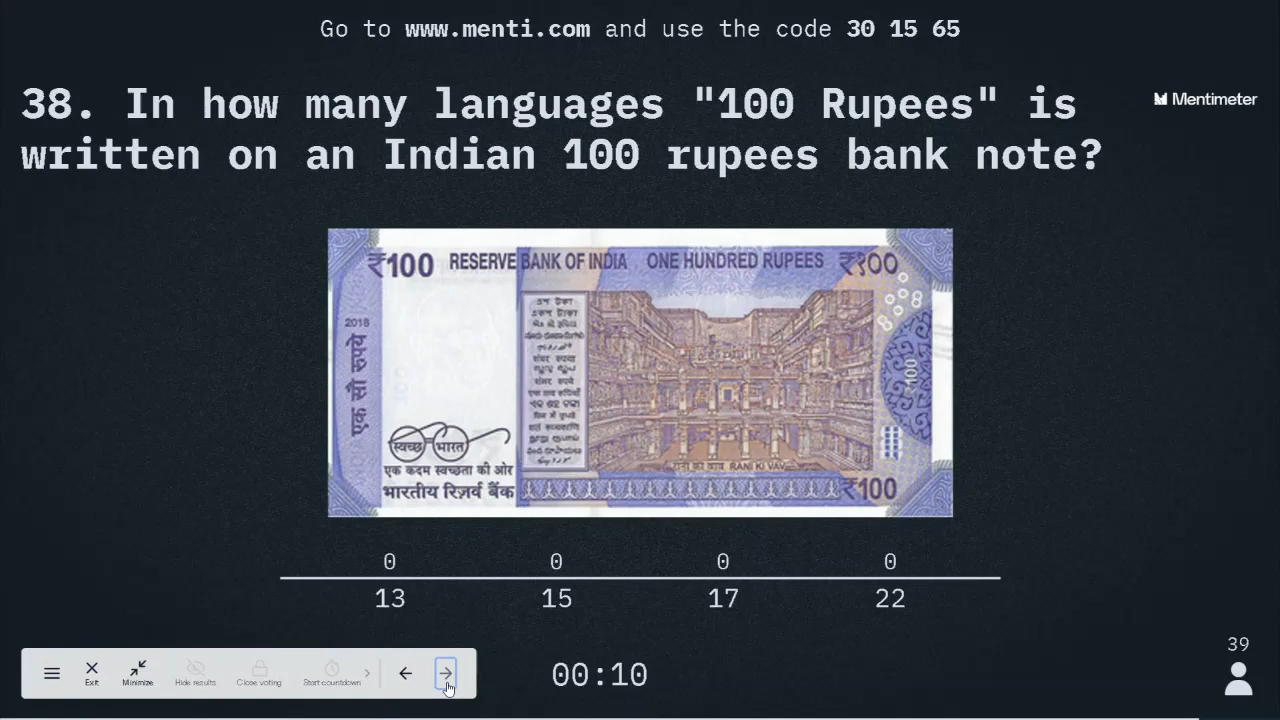 Go to www.menti.com and use the code 30 15 65
38. In how many languages "100 Rupees" is
written on an Indian 100 rupees bank note?
Mentimeter
₹100 RESERVE BANK OF INDIA ONE HUNDRED RUPEES ₹१००
2018
एक सौ रुपये
₹100
स्वच्छ भारत
एक कदम स्वच्छता की ओर
भारतीय रिज़र्व बैंक
रानी की वाव RANI KI VAV
₹100
0 0 0 0
13 15 17 22
39
Exit Minimize Hide results Close voting Start countdown
00:10